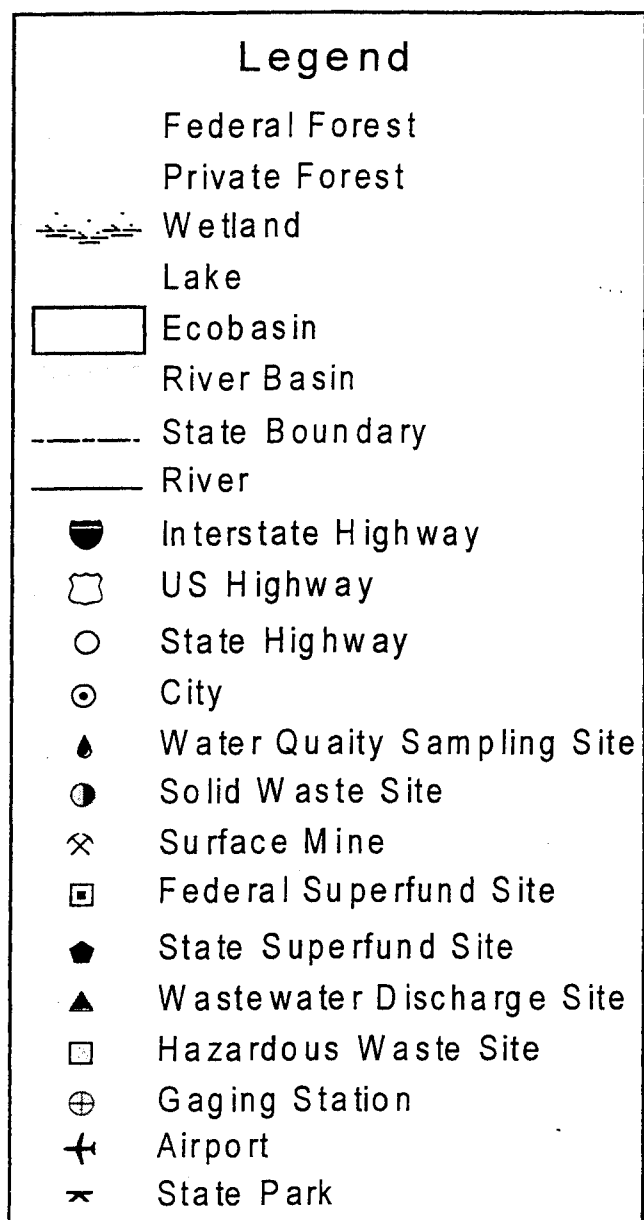 Legend
Federal Forest
Private Forest
Wetland
Lake
Ecobasin
River Basin
State Boundary
River
Interstate Highway
US Highway
State Highway
City
Water Quaity Sampling Site
Solid Waste Site
Surface Mine
Federal Superfund Site
State Superfund Site
Wastewater Discharge Site
Hazardous Waste Site
Gaging Station
Airport
State Park